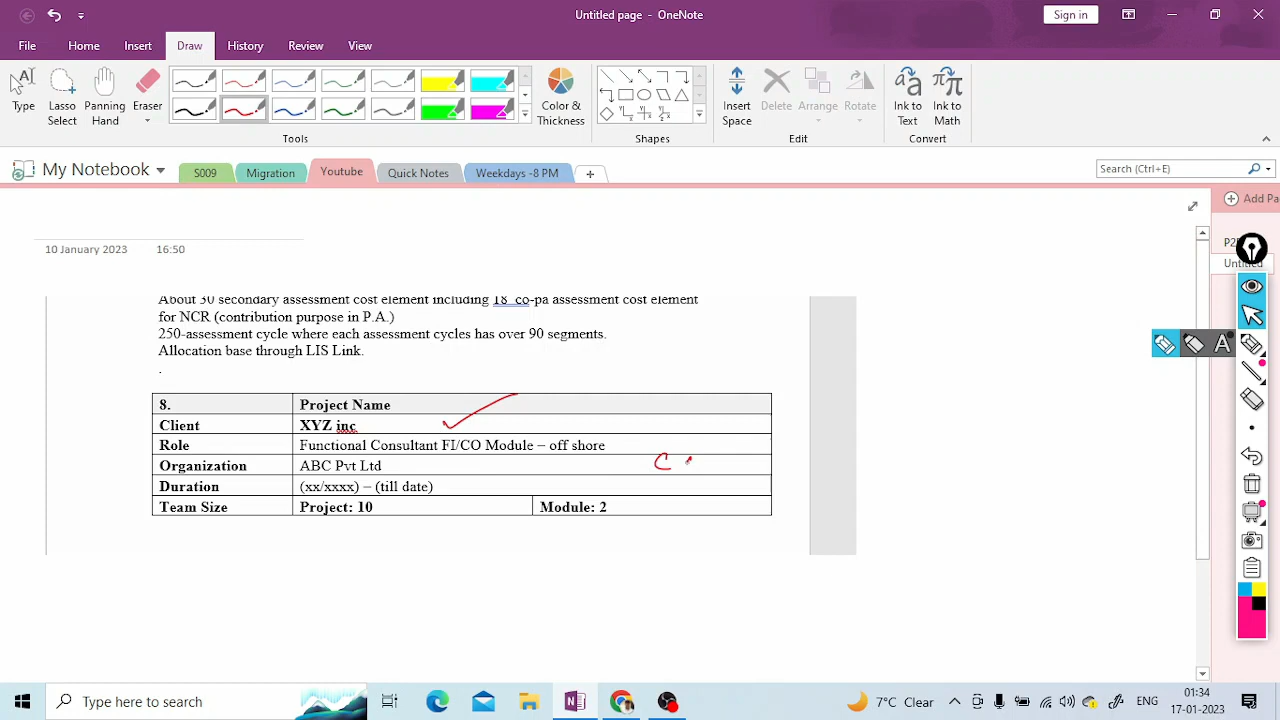 Untitled page - OneNote
Sign in
File Home Insert Draw History Review View
Type
Lasso Select
Panning Hand
Eraser
Color & Thickness
Insert Space
Delete
Arrange
Rotate
Ink to Text
Ink to Math
Tools
Shapes
Edit
Convert
My Notebook
S009 Migration Youtube Quick Notes Weekdays -8 PM
Search (Ctrl+E)
Add Pa
Untitled
10 January 2023 16:50
About 30 secondary assessment cost element including 18 co-pa assessment cost element
for NCR (contribution purpose in P.A.)
250-assessment cycle where each assessment cycles has over 90 segments.
Allocation base through LIS Link.
.
8. Project Name
Client XYZ inc
Role Functional Consultant FI/CO Module – off shore
Organization ABC Pvt Ltd
C
Duration (xx/xxxx) – (till date)
Team Size Project: 10 Module: 2
Type here to search
7°C Clear
ENG
01:34
17-01-2023